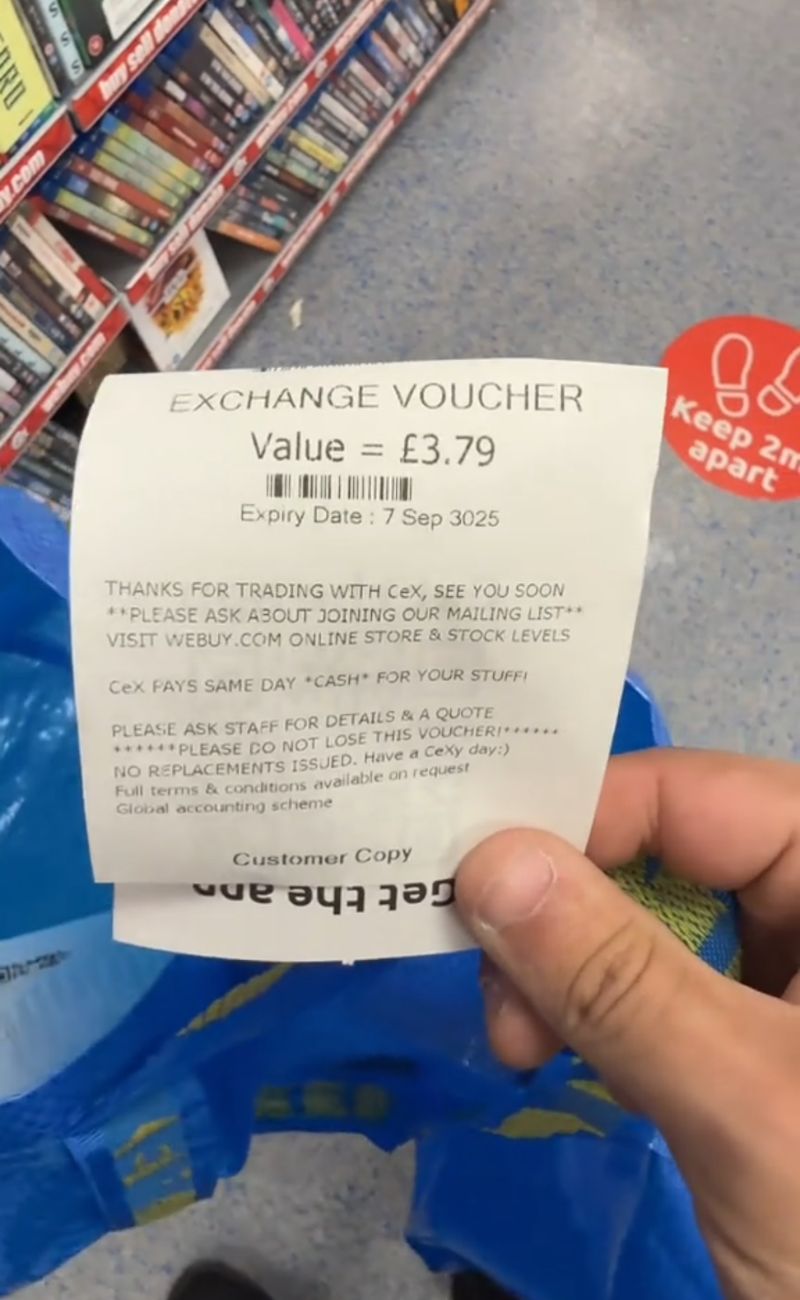 buy sell donate
EXCHANGE VOUCHER
Value = £3.79
Expiry Date : 7 Sep 3025
THANKS FOR TRADING WITH CeX, SEE YOU SOON
**PLEASE ASK ABOUT JOINING OUR MAILING LIST**
VISIT WEBUY.COM ONLINE STORE & STOCK LEVELS
CeX PAYS SAME DAY *CASH* FOR YOUR STUFF!
PLEASE ASK STAFF FOR DETAILS & A QUOTE
******PLEASE DO NOT LOSE THIS VOUCHER!******
NO REPLACEMENTS ISSUED. Have a CeXy day:)
Full terms & conditions available on request
Global accounting scheme
Customer Copy
Get the app
Keep 2m
apart